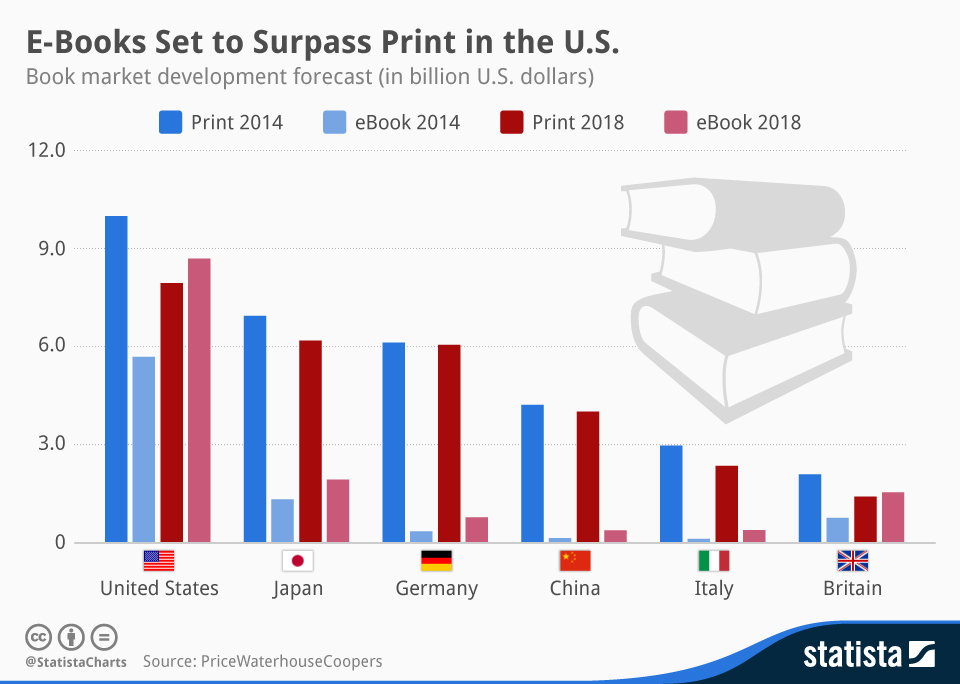 E-Books Set to Surpass Print in the U.S.
Book market development forecast (in billion U.S. dollars)
Print 2014 eBook 2014 Print 2018 eBook 2018
12.0
9.0
6.0
3.0
0
United States Japan Germany China Italy Britain
cc
@StatistaCharts Source: PriceWaterhouseCoopers
statista